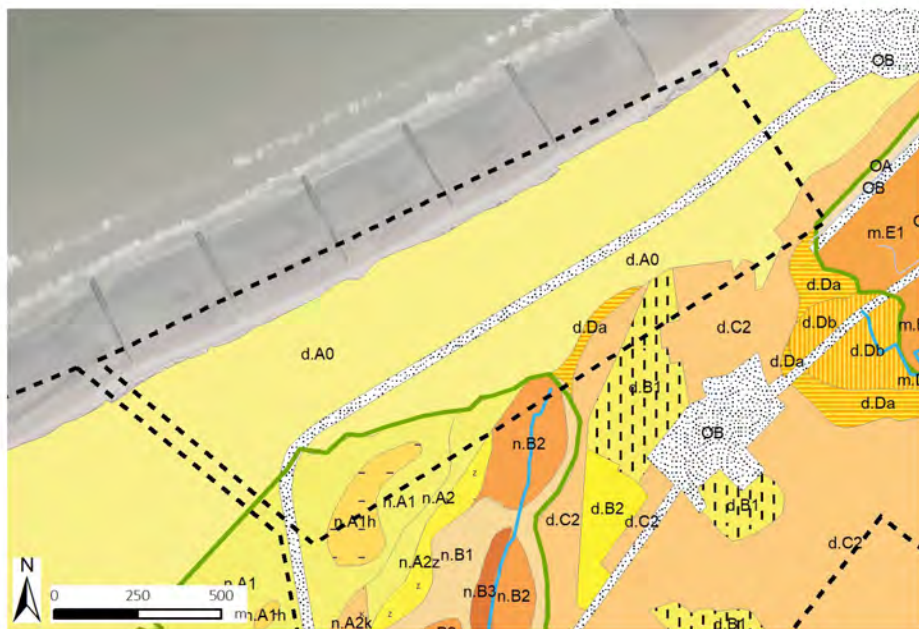 OB
OA
OB
m.E1
d.A0
d.Da
d.C2
d.Db
d.Da
d.A0
d.Da
d.Db
d.B1
d.Da
n.B2
OB
n.A2
z
n.A1
n.A1h
d.B2
d.B1
d.C2
d.C2
n.A2z
n.B1
d.C2
z
N
n.A1
n.B3
n.B2
0
250
500
m
n.A1h
n.A2k
z
d.B1